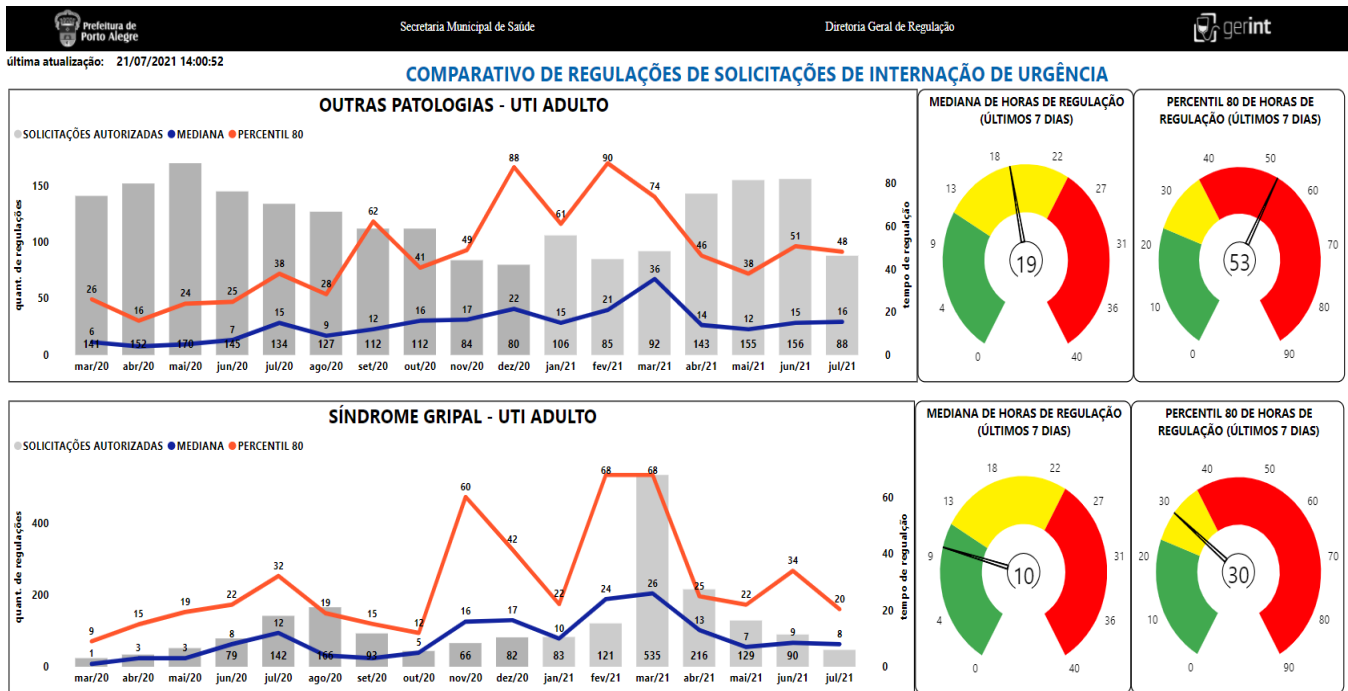 Prefeitura de
Porto Alegre
Secretaria Municipal de Saúde
Diretoria Geral de Regulação
gerint
última atualização: 21/07/2021 14:00:52
COMPARATIVO DE REGULAÇÕES DE SOLICITAÇÕES DE INTERNAÇÃO DE URGÊNCIA
OUTRAS PATOLOGIAS - UTI ADULTO
SOLICITAÇÕES AUTORIZADAS MEDIANA PERCENTIL 80
quant. de regulações
150
100
50
0
88 90
62 61 74
38 41 49 46 38 51 48
26 16 24 25 28
6 7 15 9 12 16 17 22 15 21 36 14 12 15 16
141 152 170 145 134 127 112 112 84 80 106 85 92 143 155 156 88
mar/20 abr/20 mai/20 jun/20 jul/20 ago/20 set/20 out/20 nov/20 dez/20 jan/21 fev/21 mar/21 abr/21 mai/21 jun/21 jul/21
80
60
40
20
0
tempo de regualção
MEDIANA DE HORAS DE REGULAÇÃO
(ÚLTIMOS 7 DIAS)
0 4 9 13 18 22 27 31 36 40
19
PERCENTIL 80 DE HORAS DE
REGULAÇÃO (ÚLTIMOS 7 DIAS)
0 10 20 30 40 50 60 70 80 90
53
SÍNDROME GRIPAL - UTI ADULTO
SOLICITAÇÕES AUTORIZADAS MEDIANA PERCENTIL 80
quant. de regulações
400
200
0
9 15 19 22 32 19 15 12 60 42 22 68 68 25 22 34 20
1 3 3 8 12 5 16 17 10 24 26 13 7 9 8
79 142 166 92 66 82 83 121 535 216 129 90
mar/20 abr/20 mai/20 jun/20 jul/20 ago/20 set/20 out/20 nov/20 dez/20 jan/21 fev/21 mar/21 abr/21 mai/21 jun/21 jul/21
60
40
20
0
tempo de regualção
MEDIANA DE HORAS DE REGULAÇÃO
(ÚLTIMOS 7 DIAS)
0 4 9 13 18 22 27 31 36 40
10
PERCENTIL 80 DE HORAS DE
REGULAÇÃO (ÚLTIMOS 7 DIAS)
0 10 20 30 40 50 60 70 80 90
30